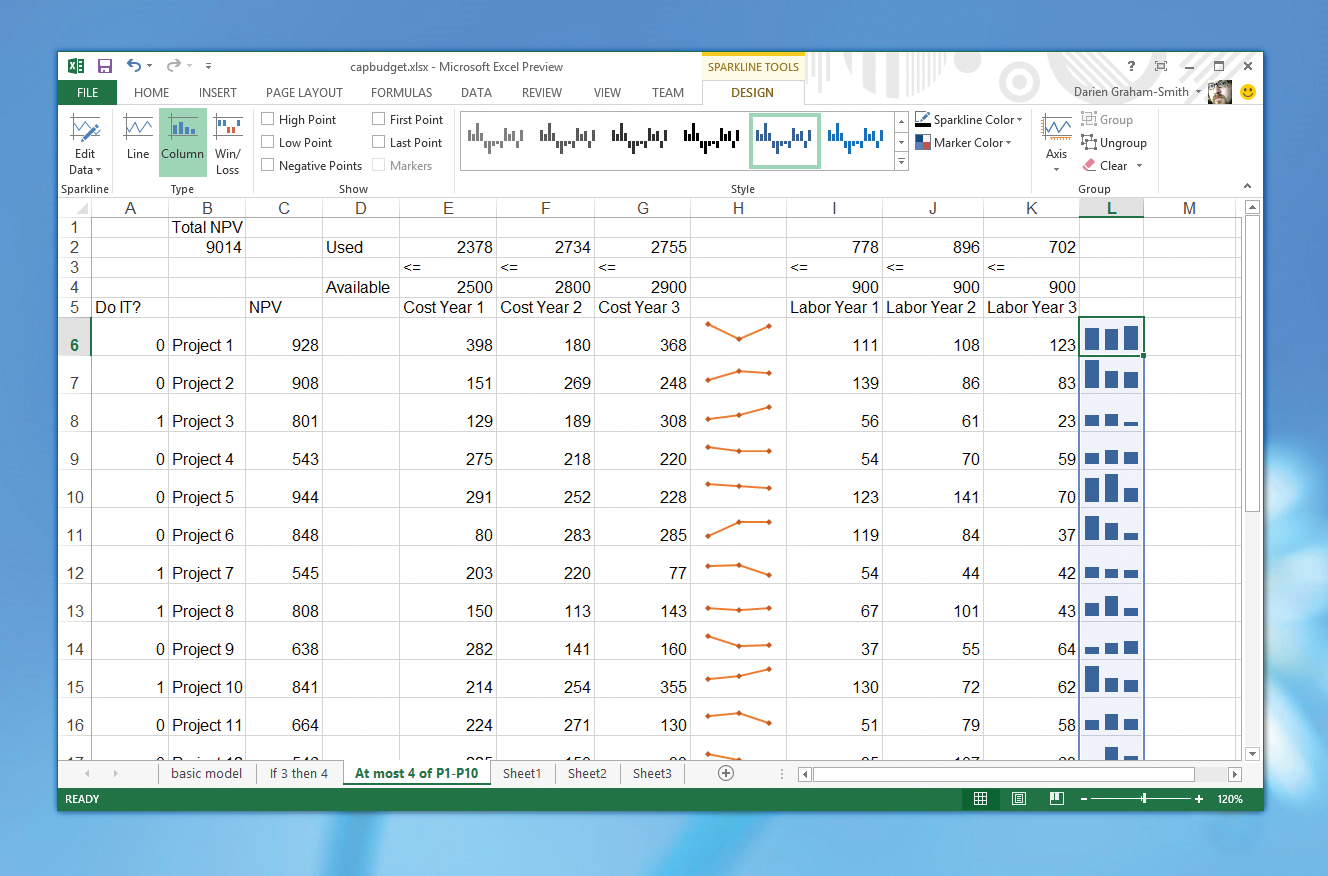 capbudget.xlsx - Microsoft Excel Preview
SPARKLINE TOOLS
?
FILE HOME INSERT PAGE LAYOUT FORMULAS DATA REVIEW VIEW TEAM DESIGN Darien Graham-Smith
Edit Data
Line
Column
Win/ Loss
High Point
First Point
Low Point
Last Point
Negative Points
Markers
Sparkline Color
Marker Color
Axis
Group
Ungroup
Clear
Sparkline Type Show Style Group
A B C D E F G H I J K L M
1 Total NPV
2 9014 Used 2378 2734 2755 778 896 702
3 <= <= <= <= <= <=
4 Available 2500 2800 2900 900 900 900
5 Do IT? NPV Cost Year 1 Cost Year 2 Cost Year 3 Labor Year 1 Labor Year 2 Labor Year 3
6 0 Project 1 928 398 180 368 111 108 123
7 0 Project 2 908 151 269 248 139 86 83
8 1 Project 3 801 129 189 308 56 61 23
9 0 Project 4 543 275 218 220 54 70 59
10 0 Project 5 944 291 252 228 123 141 70
11 0 Project 6 848 80 283 285 119 84 37
12 1 Project 7 545 203 220 77 54 44 42
13 1 Project 8 808 150 113 143 67 101 43
14 0 Project 9 638 282 141 160 37 55 64
15 1 Project 10 841 214 254 355 130 72 62
16 0 Project 11 664 224 271 130 51 79 58
basic model If 3 then 4 At most 4 of P1-P10 Sheet1 Sheet2 Sheet3
READY 120%